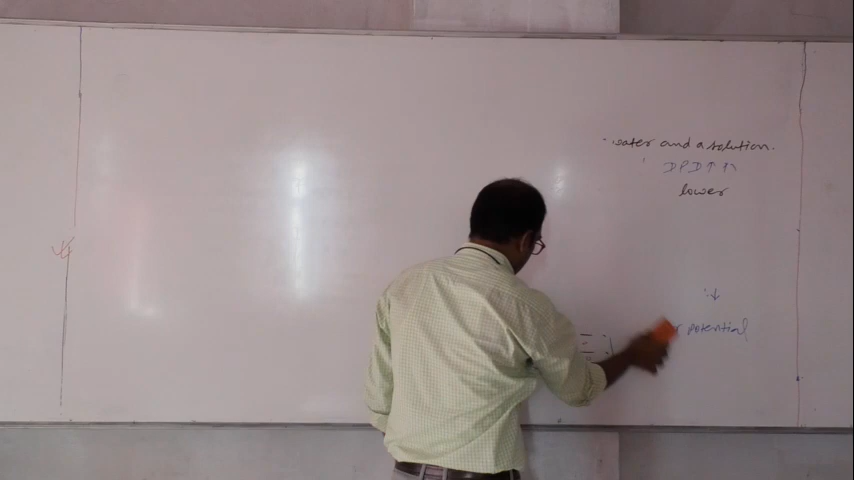 water and a solution.
DPD↑↑
lower
↓
potential